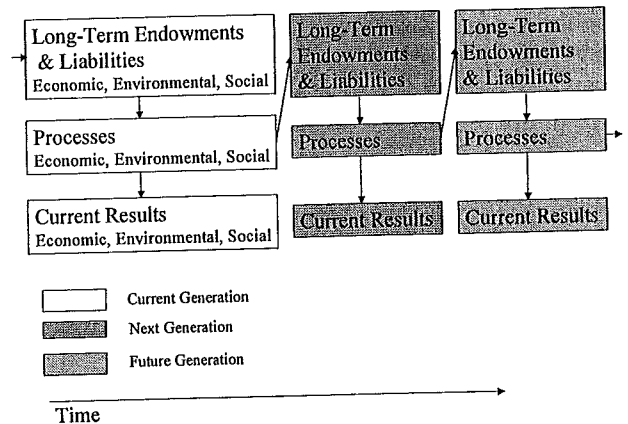 Long-Term Endowments
& Liabilities
Economic, Environmental, Social
Processes
Economic, Environmental, Social
Current Results
Economic, Environmental, Social
Long-Term
Endowments
& Liabilities
Processes
Current Results
Long-Term
Endowments
& Liabilities
Processes
Current Results
Current Generation
Next Generation
Future Generation
Time